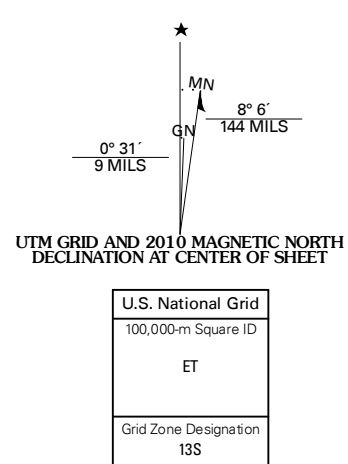 ★
MN
8° 6´
144 MILS
GN
0° 31´
9 MILS
UTM GRID AND 2010 MAGNETIC NORTH
DECLINATION AT CENTER OF SHEET
U.S. National Grid
100,000-m Square ID
ET
Grid Zone Designation
13S